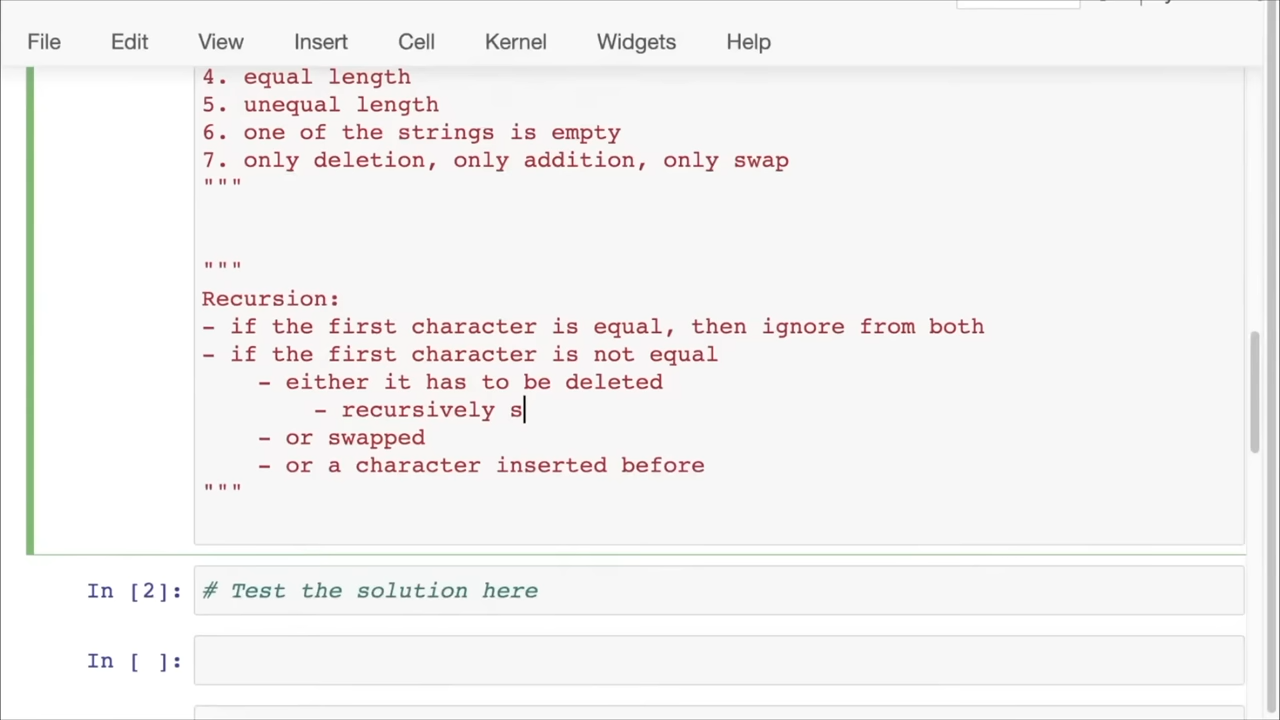 File Edit View Insert Cell Kernel Widgets Help
4. equal length
5. unequal length
6. one of the strings is empty
7. only deletion, only addition, only swap
"""
"""
Recursion:
- if the first character is equal, then ignore from both
- if the first character is not equal
- either it has to be deleted
- recursively s
- or swapped
- or a character inserted before
"""
In [2]: # Test the solution here
In [ ]: